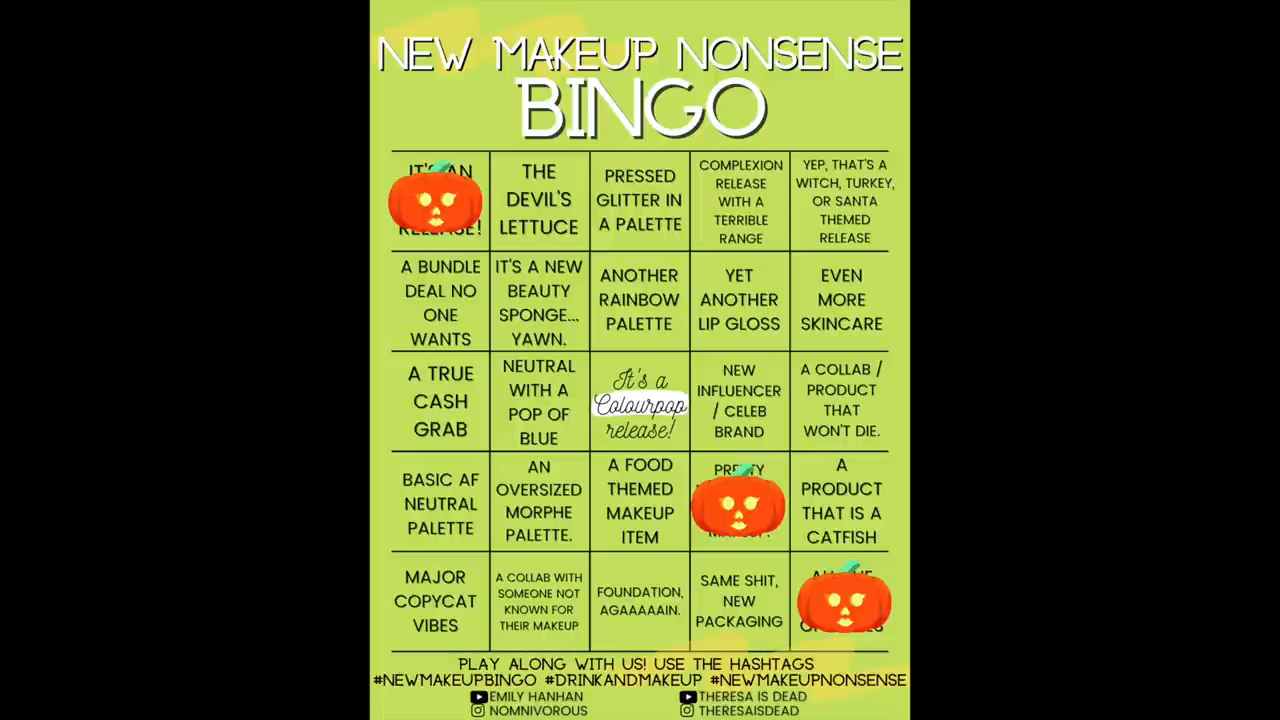 NEW MAKEUP NONSENSE
BINGO
IT'S AN
RELEASE!
THE
DEVIL'S
LETTUCE
PRESSED
GLITTER IN
A PALETTE
COMPLEXION
RELEASE
WITH A
TERRIBLE
RANGE
YEP, THAT'S A
WITCH, TURKEY,
OR SANTA
THEMED
RELEASE
A BUNDLE
DEAL NO
ONE
WANTS
IT'S A NEW
BEAUTY
SPONGE...
YAWN.
ANOTHER
RAINBOW
PALETTE
YET
ANOTHER
LIP GLOSS
EVEN
MORE
SKINCARE
A TRUE
CASH
GRAB
NEUTRAL
WITH A
POP OF
BLUE
It's a
Colourpop
release!
NEW
INFLUENCER
/ CELEB
BRAND
A COLLAB /
PRODUCT
THAT
WON'T DIE.
BASIC AF
NEUTRAL
PALETTE
AN
OVERSIZED
MORPHE
PALETTE.
A FOOD
THEMED
MAKEUP
ITEM
PRETTY
A
PRODUCT
THAT IS A
CATFISH
MAJOR
COPYCAT
VIBES
A COLLAB WITH
SOMEONE NOT
KNOWN FOR
THEIR MAKEUP
FOUNDATION,
AGAAAAAIN.
SAME SHIT,
NEW
PACKAGING
PLAY ALONG WITH US! USE THE HASHTAGS
#NEWMAKEUPBINGO #DRINKANDMAKEUP #NEWMAKEUPNONSENSE
EMILY HANHAN
THERESA IS DEAD
NOMNIVOROUS
THERESAISDEAD